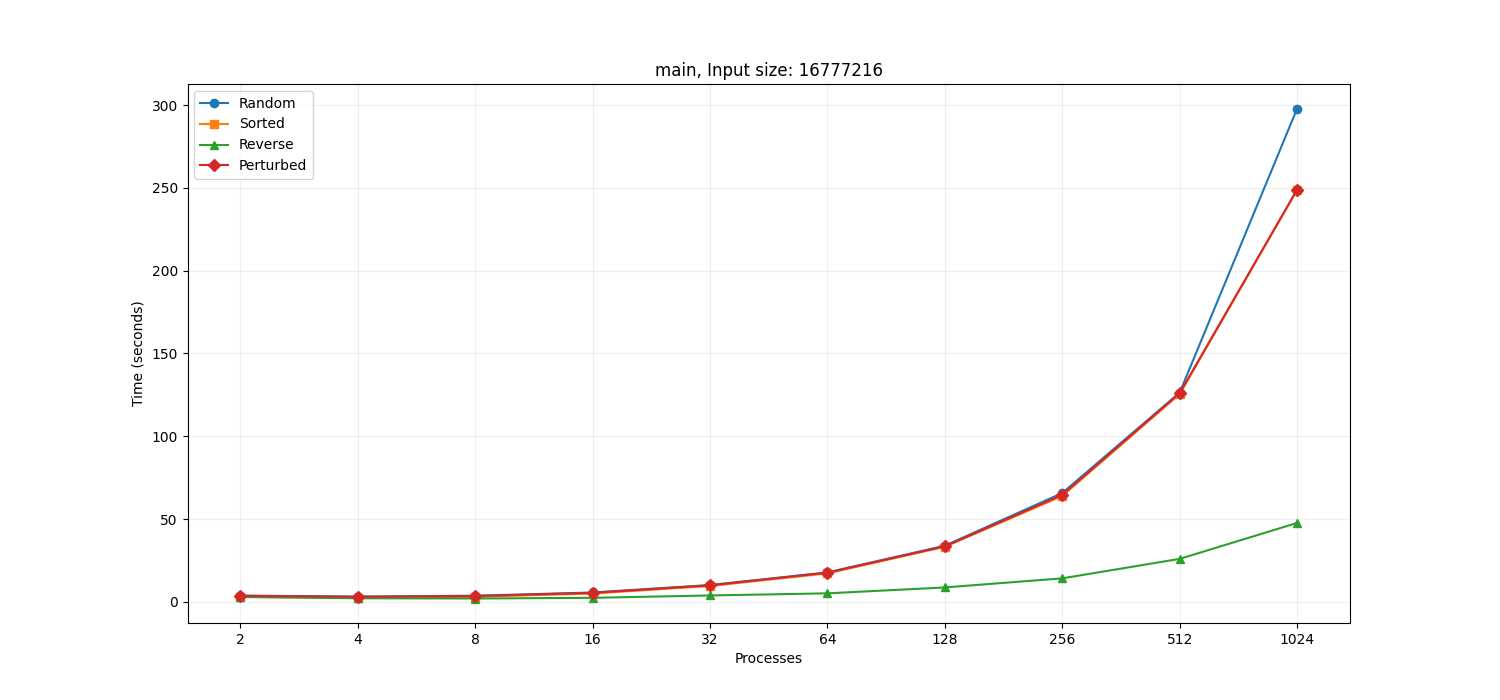 main, Input size: 16777216
Random
Sorted
Reverse
Perturbed
300
250
200
150
100
50
0
Time (seconds)
2 4 8 16 32 64 128 256 512 1024
Processes